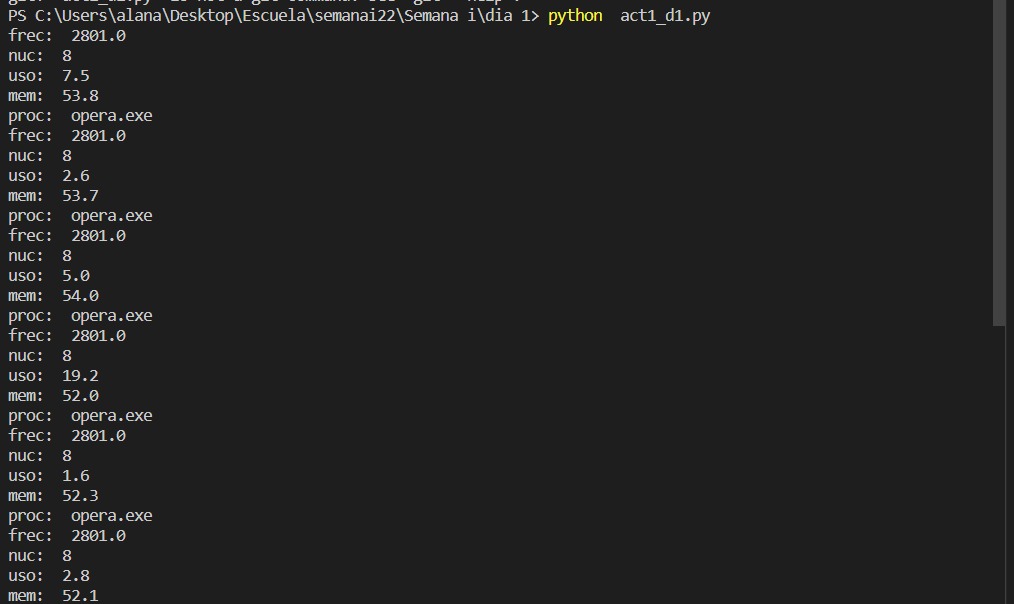 PS C:\Users\alana\Desktop\Escuela\semanai22\Semana i\dia 1> python  act1_d1.py
frec:  2801.0
nuc:  8
uso:  7.5
mem:  53.8
proc:  opera.exe
frec:  2801.0
nuc:  8
uso:  2.6
mem:  53.7
proc:  opera.exe
frec:  2801.0
nuc:  8
uso:  5.0
mem:  54.0
proc:  opera.exe
frec:  2801.0
nuc:  8
uso:  19.2
mem:  52.0
proc:  opera.exe
frec:  2801.0
nuc:  8
uso:  1.6
mem:  52.3
proc:  opera.exe
frec:  2801.0
nuc:  8
uso:  2.8
mem:  52.1